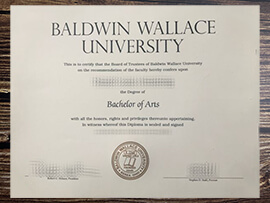 BALDWIN WALLACE
UNIVERSITY
This is to certify that the Board of Trustees of Baldwin Wallace University
on the recommendation of the faculty hereby confers upon
the Degree of
Bachelor of Arts
with all the honors, rights and privileges thereunto appertaining.
In witness whereof this Diploma is sealed and signed